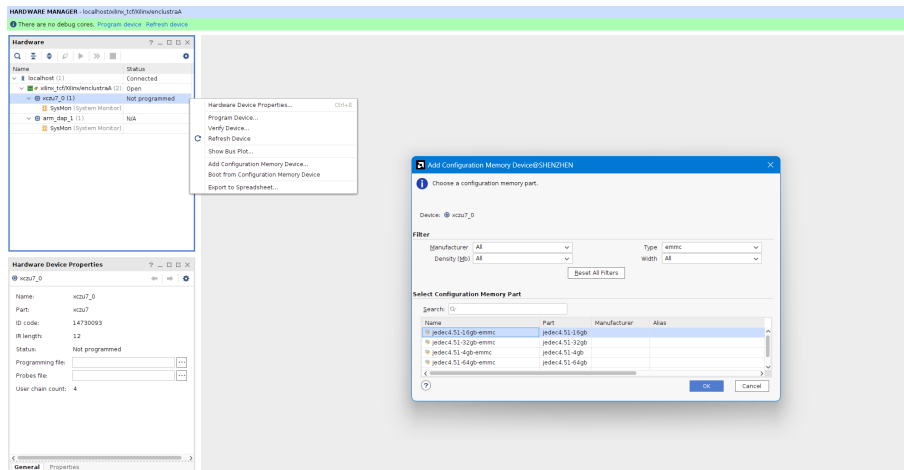 HARDWARE MANAGER - localhost/xilinx_tcf/Xilinx/enclustraA
There are no debug cores. Program device Refresh device
Hardware
Name Status
localhost (1) Connected
xilinx_tcf/Xilinx/enclustraA (2) Open
xczu7_0 (1) Not programmed
SysMon (System Monitor)
arm_dap_1 (1) N/A
SysMon (System Monitor)
Hardware Device Properties... Ctrl+E
Program Device...
Verify Device...
Refresh Device
Show Bus Plot...
Add Configuration Memory Device...
Boot from Configuration Memory Device
Export to Spreadsheet...
Hardware Device Properties
xczu7_0
Name: xczu7_0
Part: xczu7
ID code: 14730093
IR length: 12
Status: Not programmed
Programming file:
Probes file:
User chain count: 4
General Properties
Add Configuration Memory Device@SHENZHEN
Choose a configuration memory part.
Device: xczu7_0
Filter
Manufacturer All Type emmc
Density (Mb) All Width All
Reset All Filters
Select Configuration Memory Part
Search:
Name Part Manufacturer Alias
jedec4.51-16gb-emmc jedec4.51-16gb
jedec4.51-32gb-emmc jedec4.51-32gb
jedec4.51-4gb-emmc jedec4.51-4gb
jedec4.51-64gb-emmc jedec4.51-64gb
OK Cancel